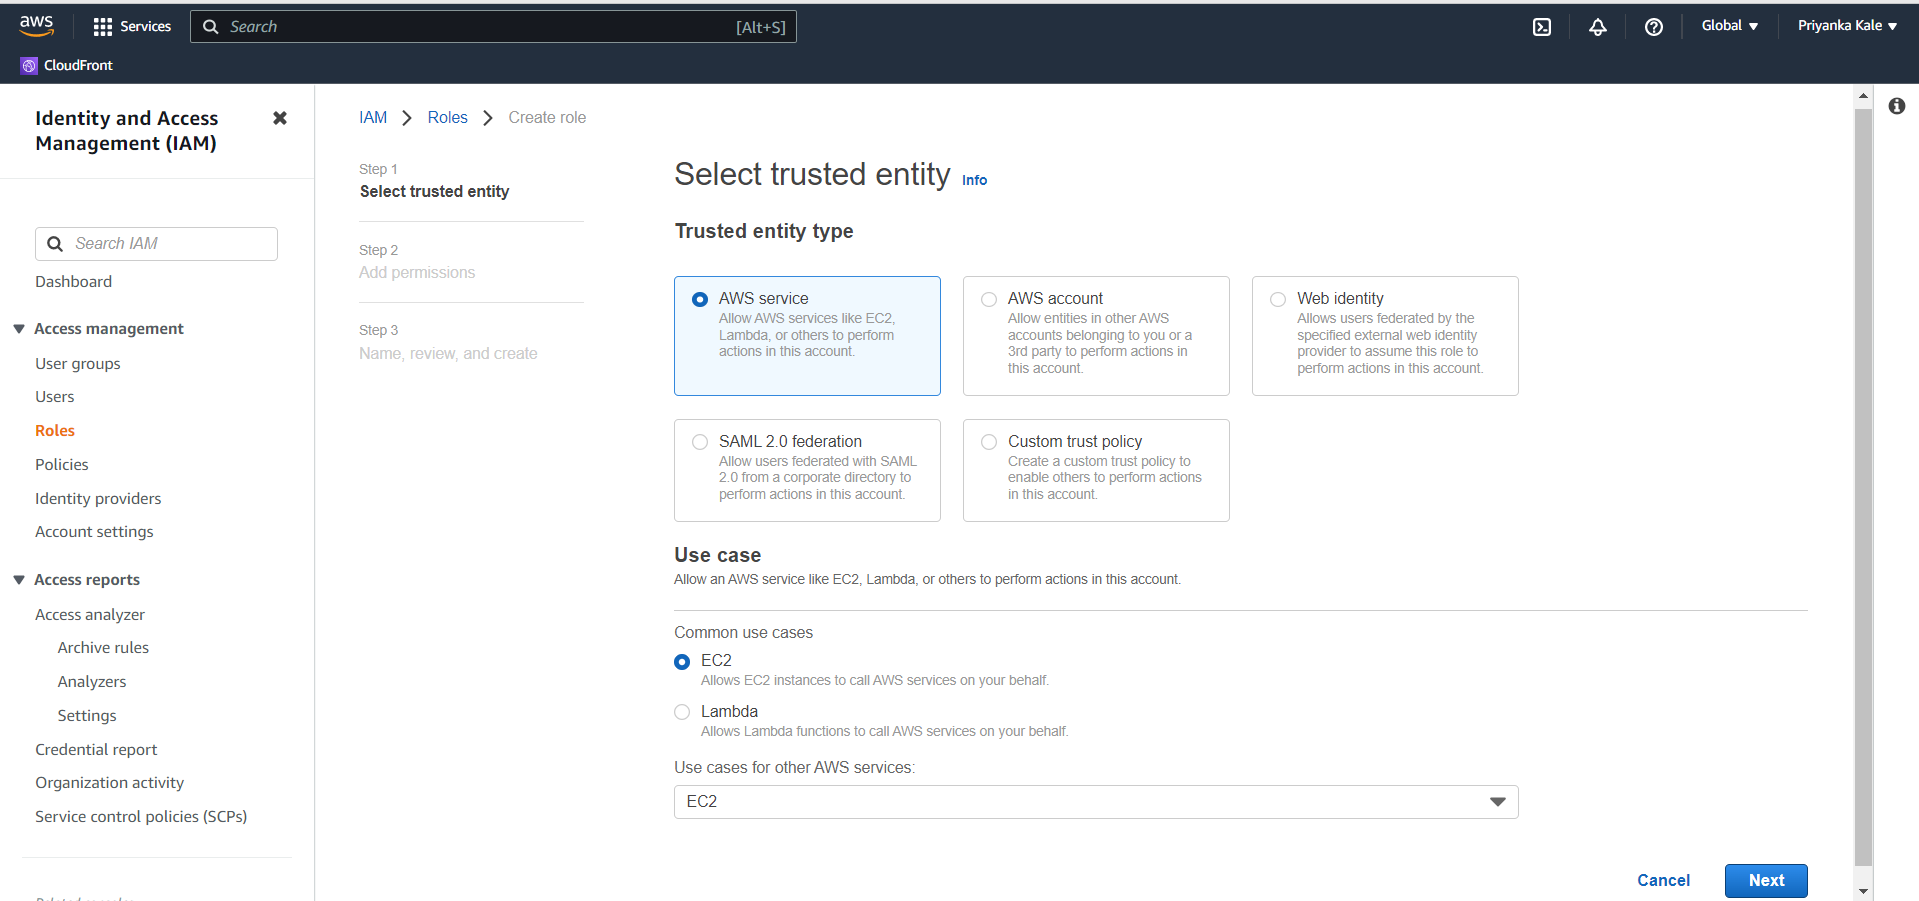 aws
Services
Search
[Alt+S]
Global
Priyanka Kale
CloudFront
Identity and Access
Management (IAM)
Search IAM
Dashboard
Access management
User groups
Users
Roles
Policies
Identity providers
Account settings
Access reports
Access analyzer
Archive rules
Analyzers
Settings
Credential report
Organization activity
Service control policies (SCPs)
IAM
Roles
Create role
Step 1
Select trusted entity
Step 2
Add permissions
Step 3
Name, review, and create
Select trusted entity Info
Trusted entity type
AWS service
Allow AWS services like EC2,
Lambda, or others to perform
actions in this account.
AWS account
Allow entities in other AWS
accounts belonging to you or a
3rd party to perform actions in
this account.
Web identity
Allows users federated by the
specified external web identity
provider to assume this role to
perform actions in this account.
SAML 2.0 federation
Allow users federated with SAML
2.0 from a corporate directory to
perform actions in this account.
Custom trust policy
Create a custom trust policy to
enable others to perform actions
in this account.
Use case
Allow an AWS service like EC2, Lambda, or others to perform actions in this account.
Common use cases
EC2
Allows EC2 instances to call AWS services on your behalf.
Lambda
Allows Lambda functions to call AWS services on your behalf.
Use cases for other AWS services:
EC2
Cancel
Next